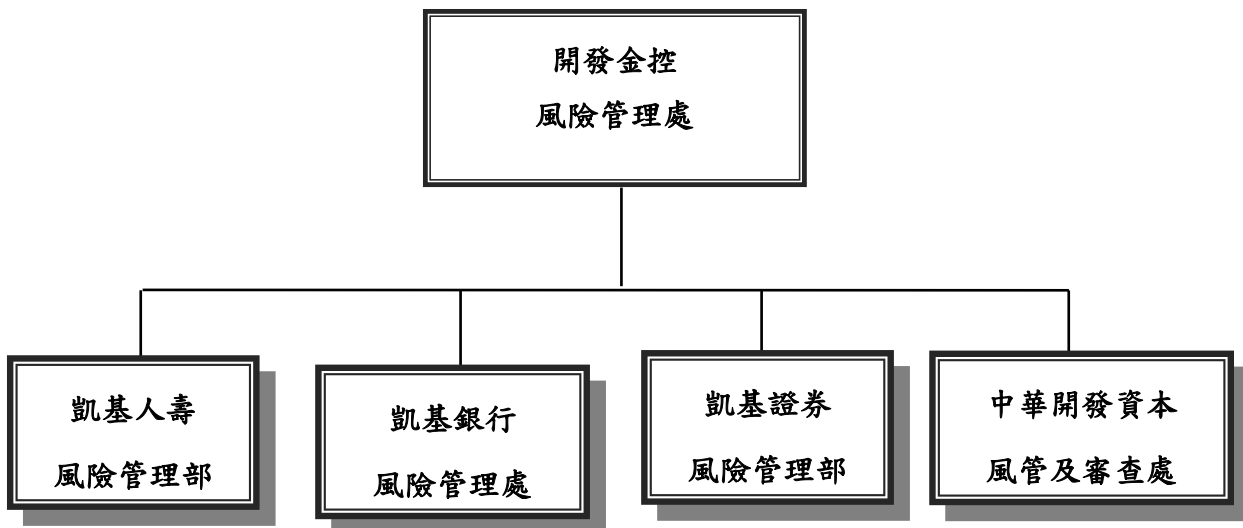 開發金控
風險管理處
凱基人壽
風險管理部
凱基銀行
風險管理處
凱基證券
風險管理部
中華開發資本
風管及審查處